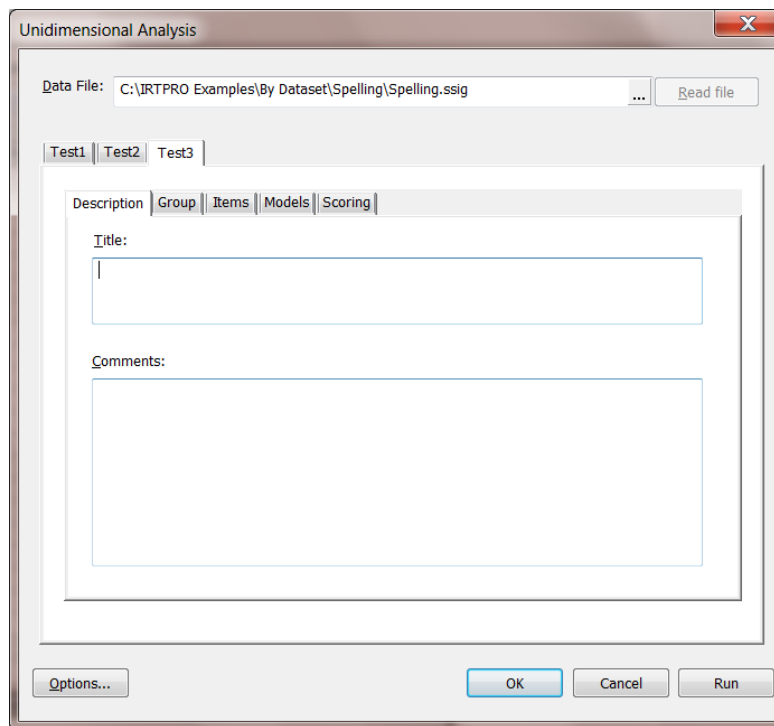 Unidimensional Analysis
X
Data File: C:\IRTPRO Examples\By Dataset\Spelling\Spelling.ssig ... Read file
Test1 Test2 Test3
Description Group Items Models Scoring
Title:
Comments:
Options... OK Cancel Run